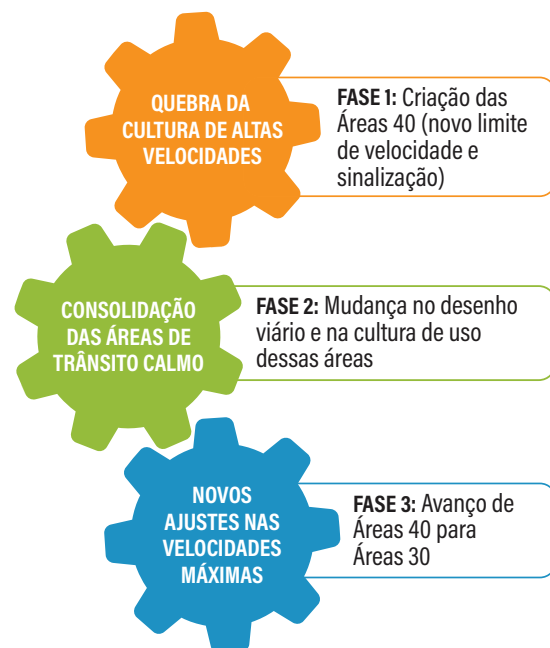 QUEBRA DA
CULTURA DE ALTAS
VELOCIDADES
FASE 1: Criação das
Áreas 40 (novo limite
de velocidade e
sinalização)
CONSOLIDAÇÃO
DAS ÁREAS DE
TRÂNSITO CALMO
FASE 2: Mudança no desenho
viário e na cultura de uso
dessas áreas
NOVOS
AJUSTES NAS
VELOCIDADES
MÁXIMAS
FASE 3: Avanço de
Áreas 40 para
Áreas 30